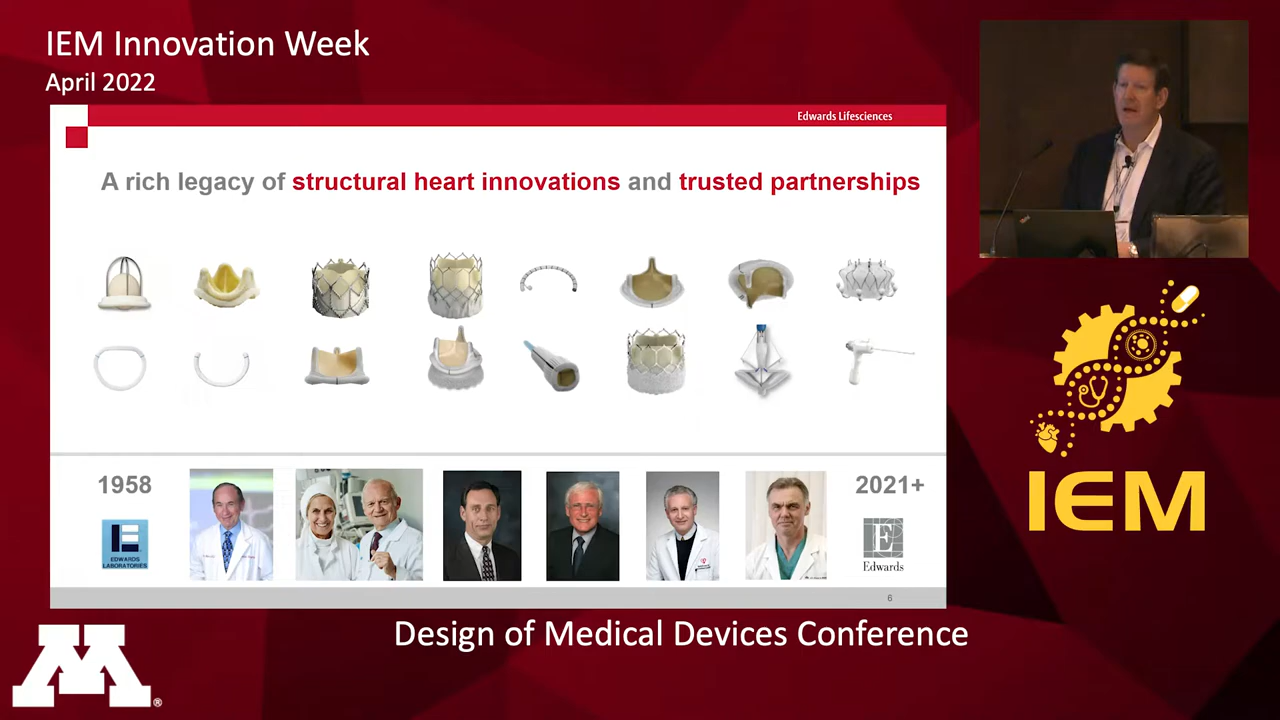 IEM Innovation Week
April 2022
Edwards Lifesciences
A rich legacy of structural heart innovations and trusted partnerships
1958
2021+
E
EDWARDS
LABORATORIES
E
Edwards
6
IEM
Design of Medical Devices Conference
M®